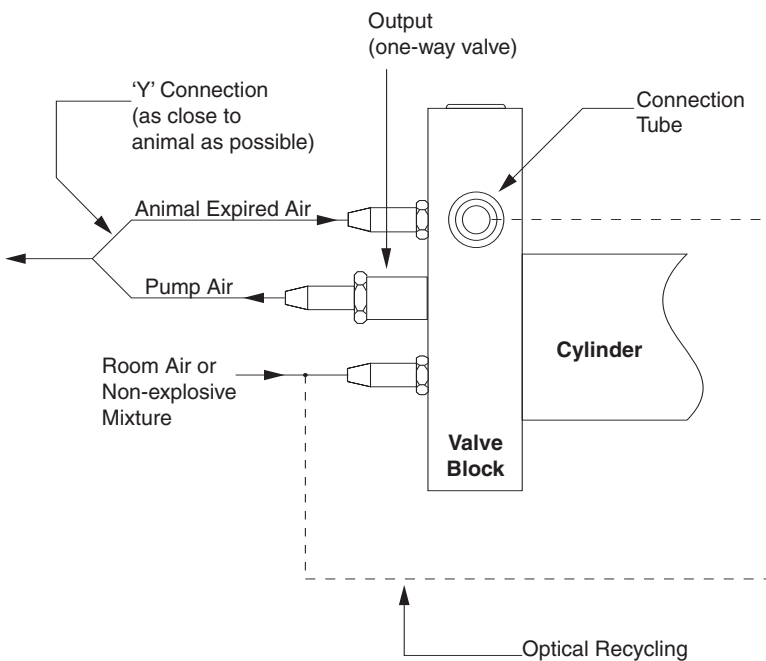 Output
(one-way valve)
‘Y’ Connection
(as close to
animal as possible)
Connection
Tube
Animal Expired Air
Pump Air
Room Air or
Non-explosive
Mixture
Cylinder
Valve
Block
Optical Recycling